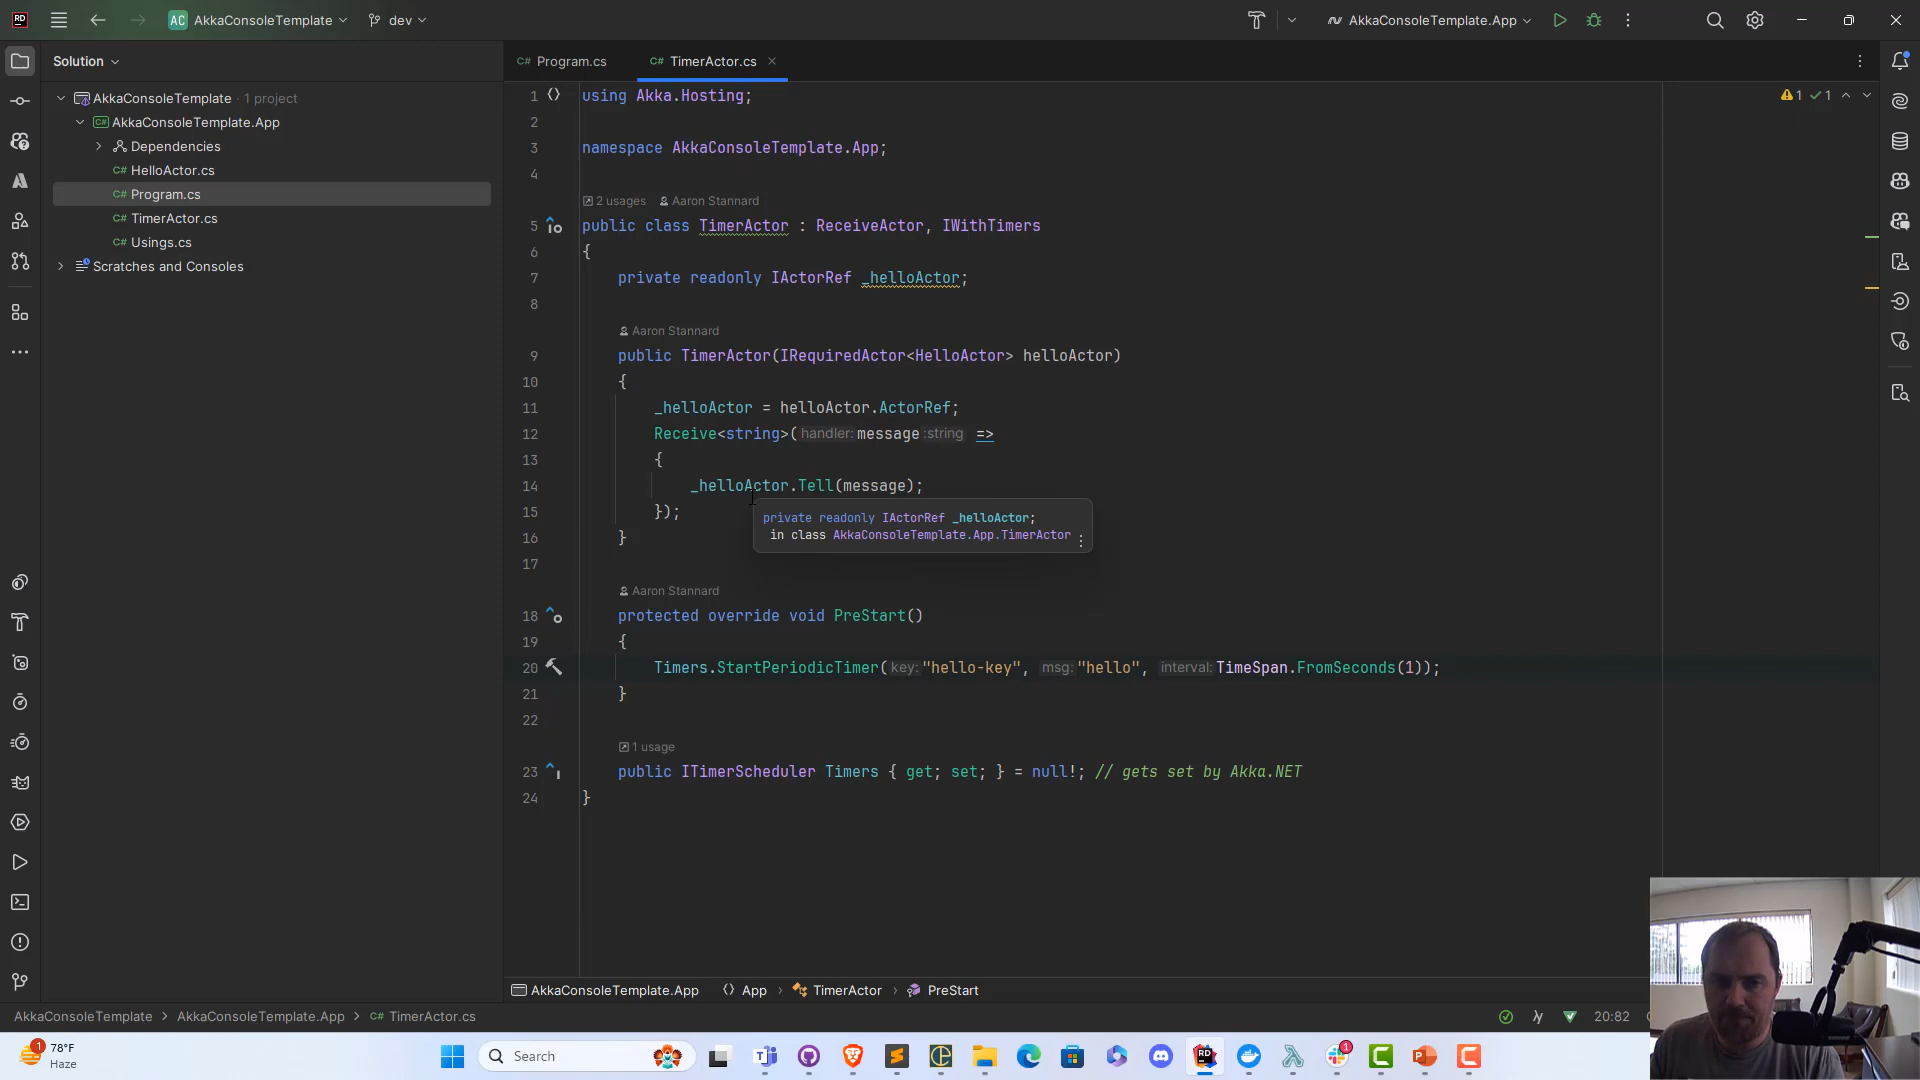 AC AkkaConsoleTemplate
dev
AkkaConsoleTemplate.App
Solution
C# Program.cs
C# TimerActor.cs
AkkaConsoleTemplate · 1 project
C# AkkaConsoleTemplate.App
Dependencies
C# HelloActor.cs
C# Program.cs
C# TimerActor.cs
C# Usings.cs
Scratches and Consoles
1 using Akka.Hosting;
1 1
2
3 namespace AkkaConsoleTemplate.App;
4
2 usages Aaron Stannard
5 public class TimerActor : ReceiveActor, IWithTimers
6 {
7 private readonly IActorRef _helloActor;
8
Aaron Stannard
9 public TimerActor(IRequiredActor<HelloActor> helloActor)
10 {
11 _helloActor = helloActor.ActorRef;
12 Receive<string>( handler: message :string =>
13 {
14 _helloActor.Tell(message);
15 });
private readonly IActorRef _helloActor;
in class AkkaConsoleTemplate.App.TimerActor
16 }
17
Aaron Stannard
18 protected override void PreStart()
19 {
20 Timers.StartPeriodicTimer( key: "hello-key", msg: "hello", interval: TimeSpan.FromSeconds(1));
21 }
22
1 usage
23 public ITimerScheduler Timers { get; set; } = null!; // gets set by Akka.NET
24 }
AkkaConsoleTemplate.App App TimerActor PreStart
AkkaConsoleTemplate AkkaConsoleTemplate.App C# TimerActor.cs
20:82
1 78°F
Haze
Search
RD
1